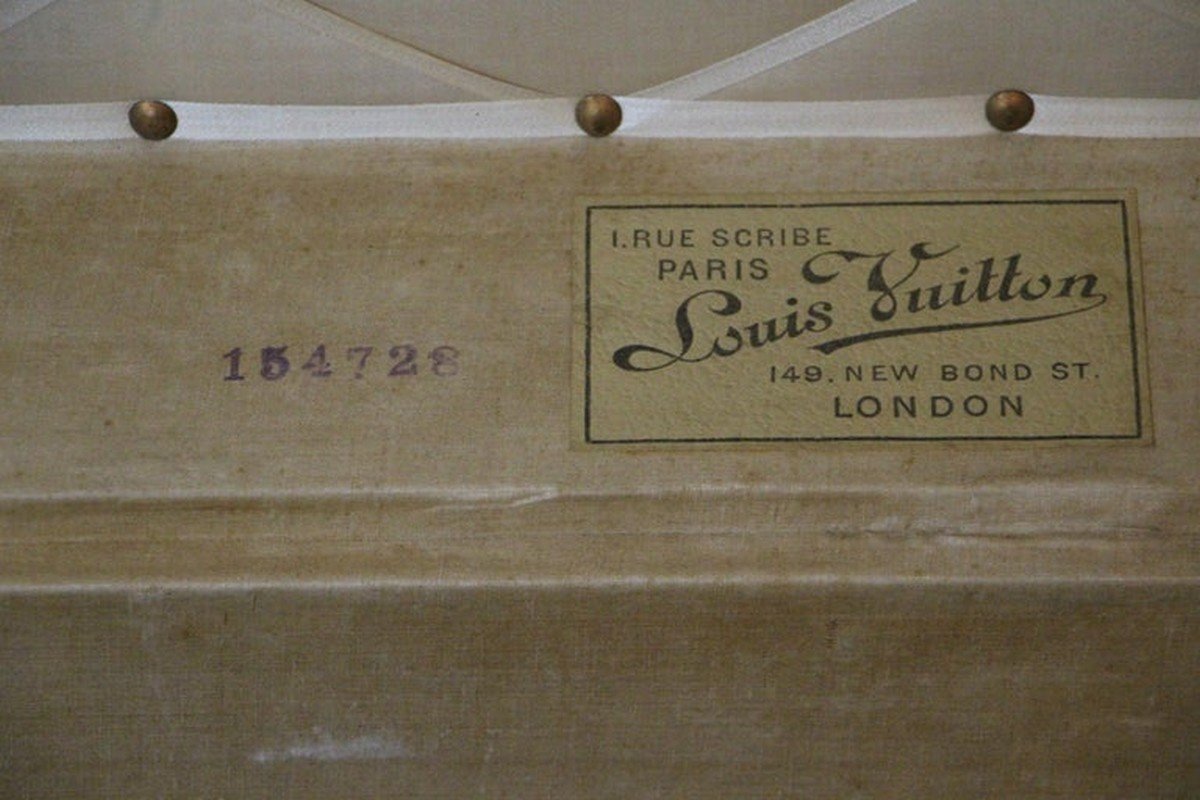 1. RUE SCRIBE
PARIS
Louis Vuitton
149. NEW BOND ST.
LONDON
154728